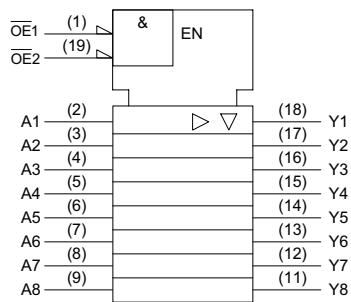 (1) & EN
OE1
(19)
OE2
(2) (18)
A1 Y1
(3) (17)
A2 Y2
(4) (16)
A3 Y3
(5) (15)
A4 Y4
(6) (14)
A5 Y5
(7) (13)
A6 Y6
(8) (12)
A7 Y7
(9) (11)
A8 Y8